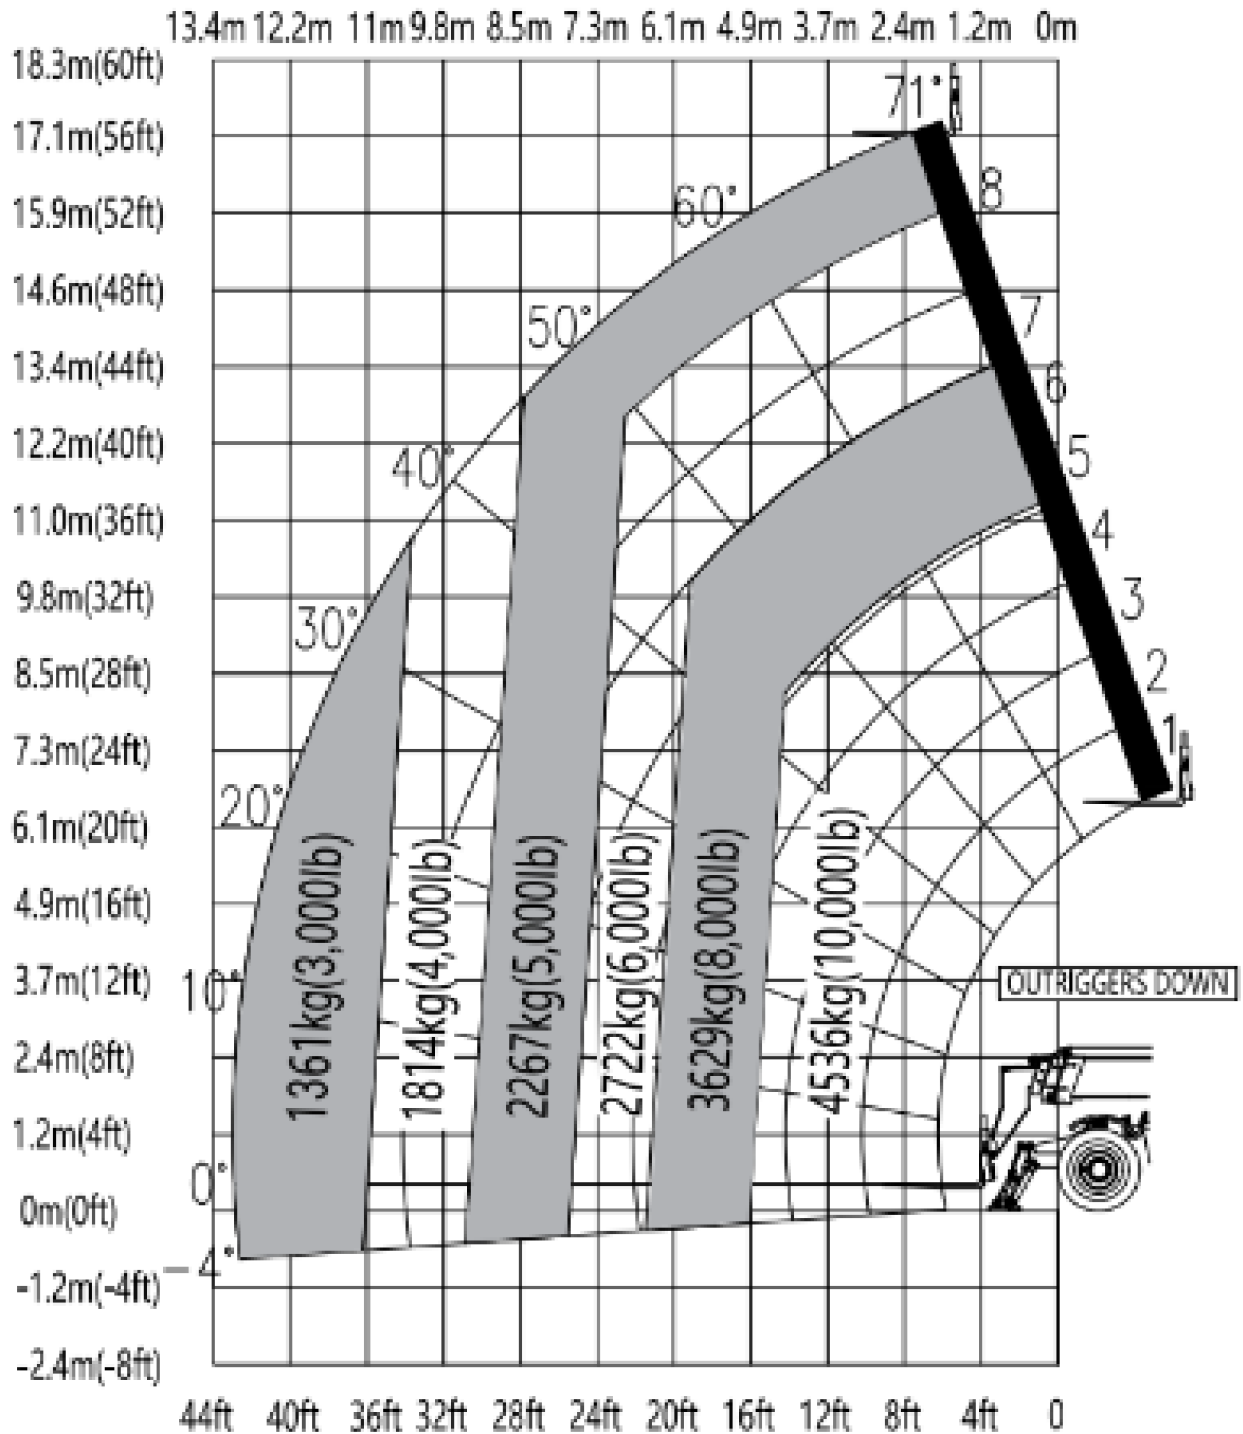 13.4m 12.2m 11m 9.8m 8.5m 7.3m 6.1m 4.9m 3.7m 2.4m 1.2m 0m
18.3m(60ft)
71°
17.1m(56ft)
8
15.9m(52ft)
60°
14.6m(48ft)
7
50°
13.4m(44ft)
6
12.2m(40ft)
5
40°
11.0m(36ft)
4
9.8m(32ft)
3
30°
8.5m(28ft)
2
7.3m(24ft)
1
20°
6.1m(20ft)
4.9m(16ft)
3.7m(12ft)
10°
OUTRIGGERS DOWN
1361kg(3,000lb)
1814kg(4,000lb)
2267kg(5,000lb)
2722kg(6,000lb)
3629kg(8,000lb)
4536kg(10,000lb)
2.4m(8ft)
1.2m(4ft)
0°
0m(0ft)
-4°
-1.2m(-4ft)
-2.4m(-8ft)
44ft 40ft 36ft 32ft 28ft 24ft 20ft 16ft 12ft 8ft 4ft 0